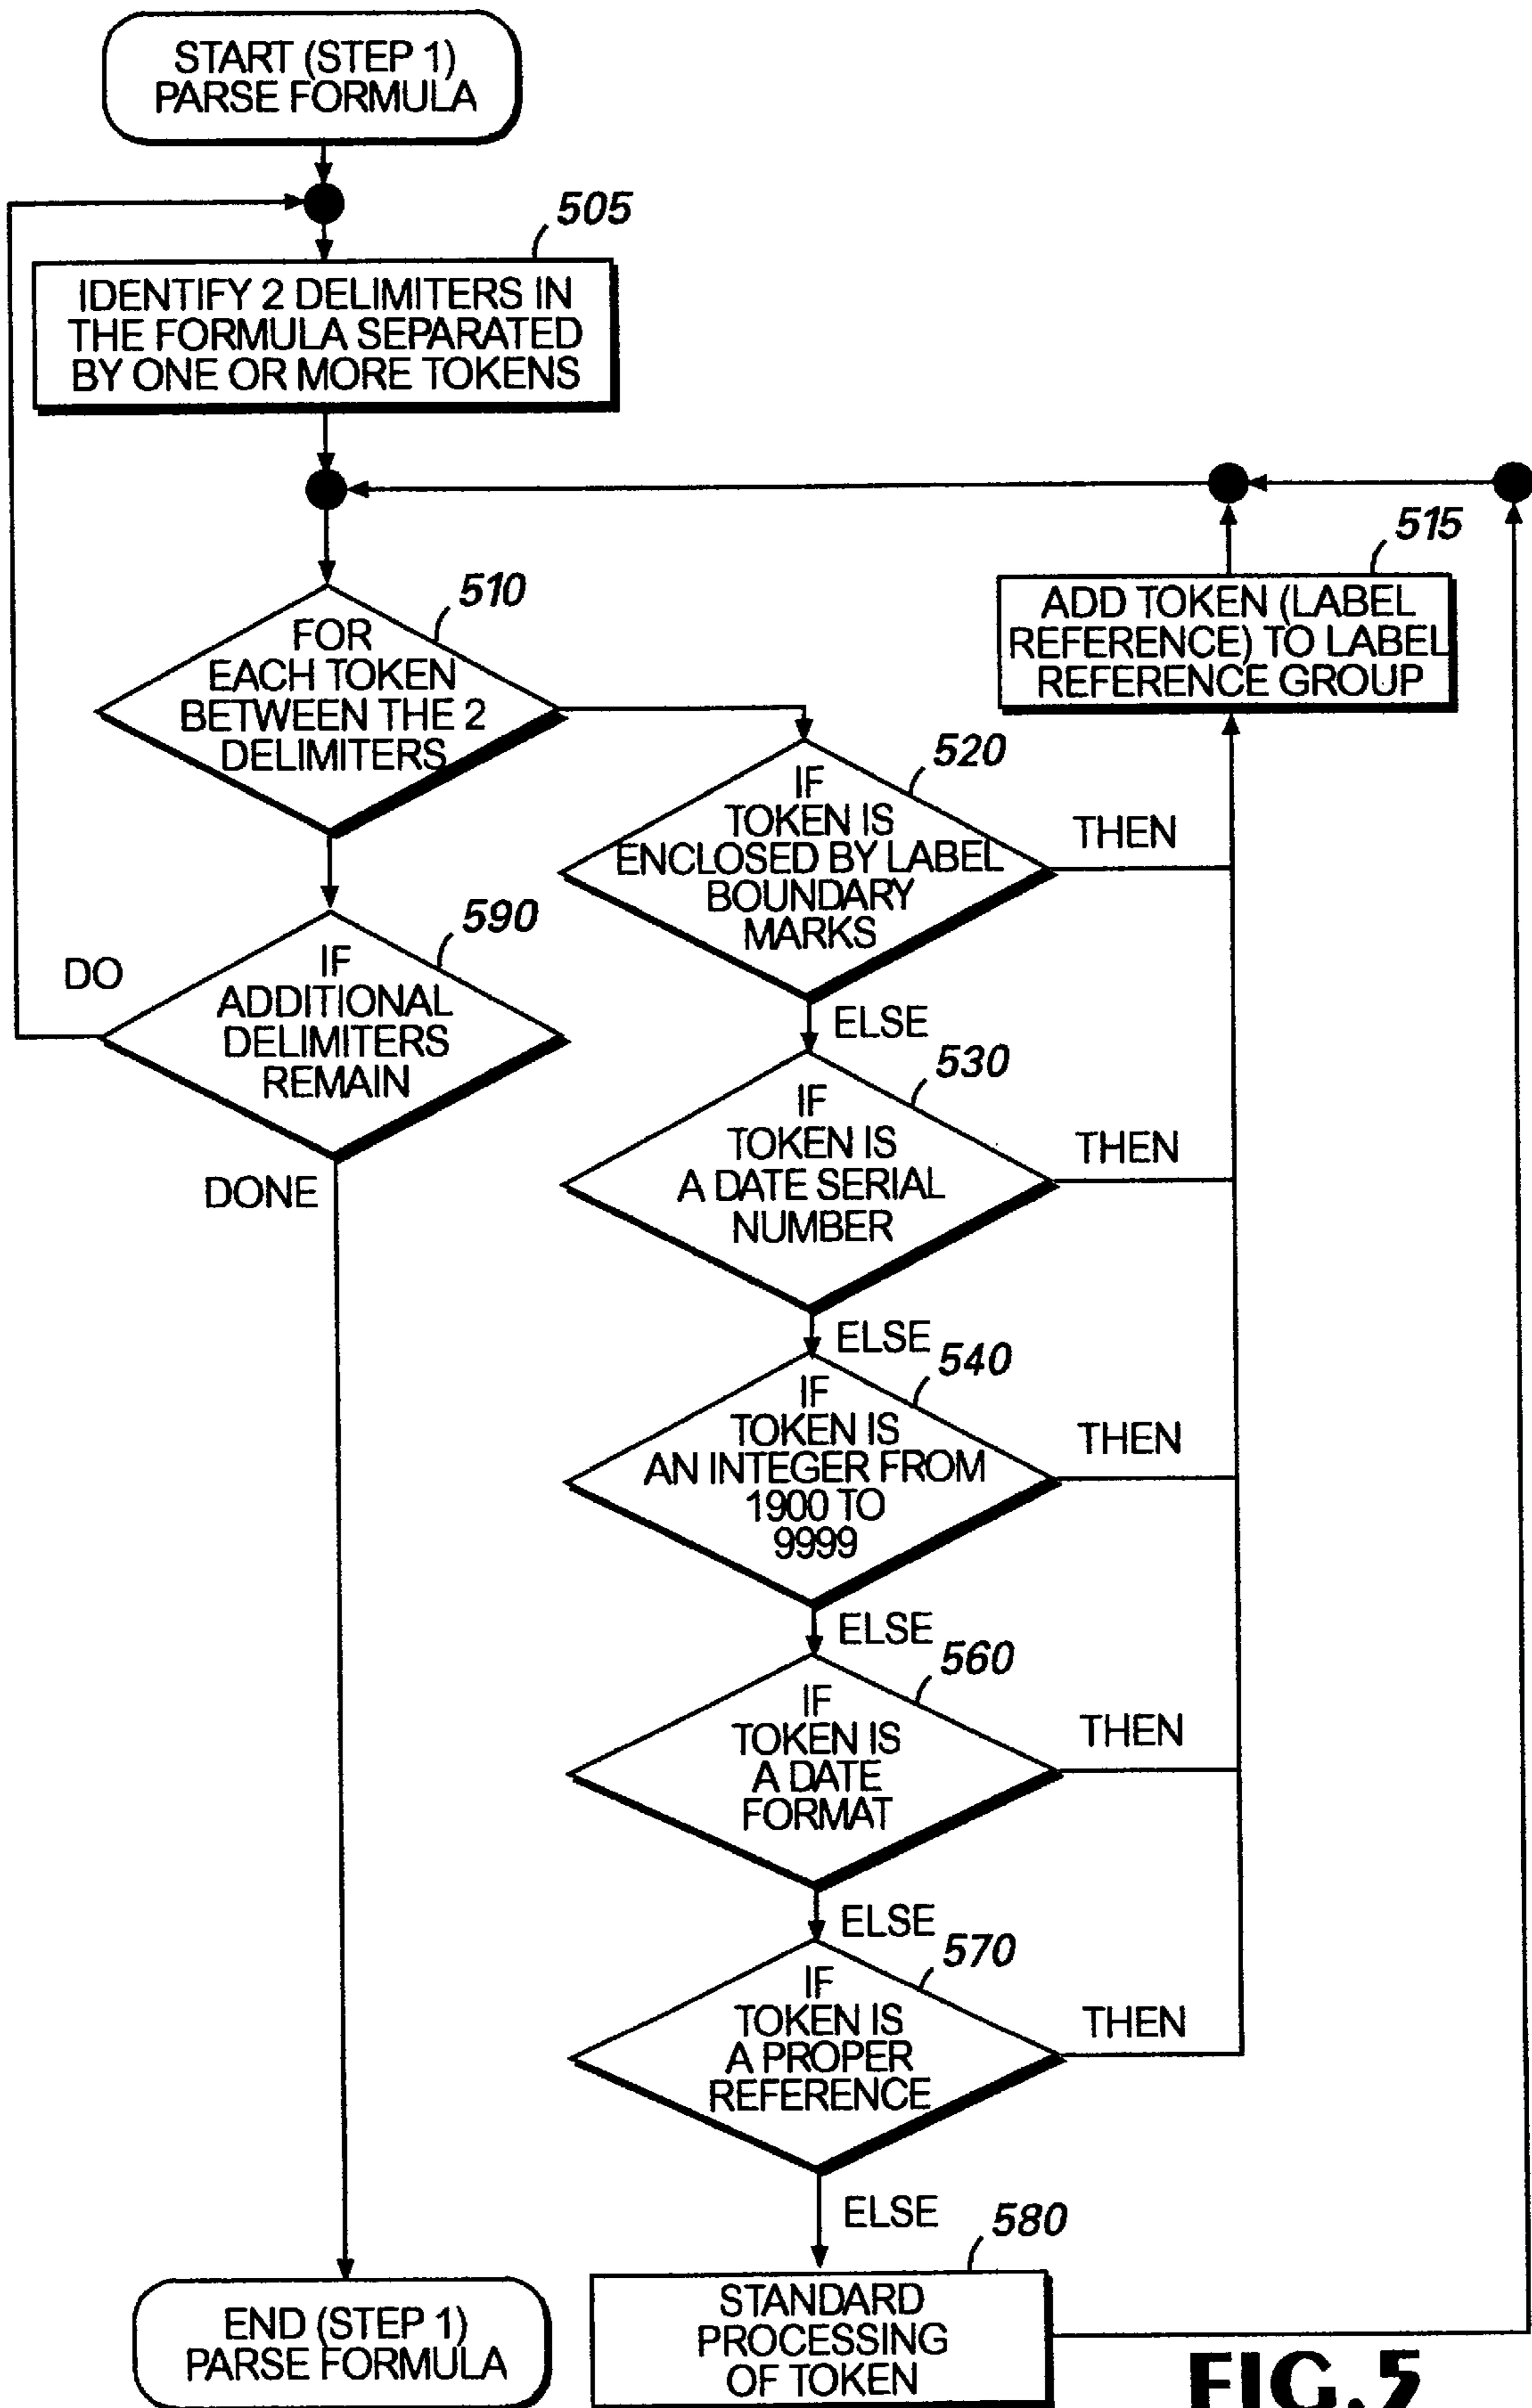 START (STEP 1)
PARSE FORMULA
505
IDENTIFY 2 DELIMITERS IN
THE FORMULA SEPARATED
BY ONE OR MORE TOKENS
510
FOR
EACH TOKEN
BETWEEN THE 2
DELIMITERS
515
ADD TOKEN (LABEL
REFERENCE) TO LABEL
REFERENCE GROUP
520
IF
TOKEN IS
ENCLOSED BY LABEL
BOUNDARY
MARKS
THEN
ELSE
590
IF
ADDITIONAL
DELIMITERS
REMAIN
DO
DONE
530
IF
TOKEN IS
A DATE SERIAL
NUMBER
THEN
ELSE
540
IF
TOKEN IS
AN INTEGER FROM
1900 TO
9999
THEN
ELSE
560
IF
TOKEN IS
A DATE
FORMAT
THEN
ELSE
570
IF
TOKEN IS
A PROPER
REFERENCE
THEN
ELSE
580
STANDARD
PROCESSING
OF TOKEN
END (STEP 1)
PARSE FORMULA
FIG. 5